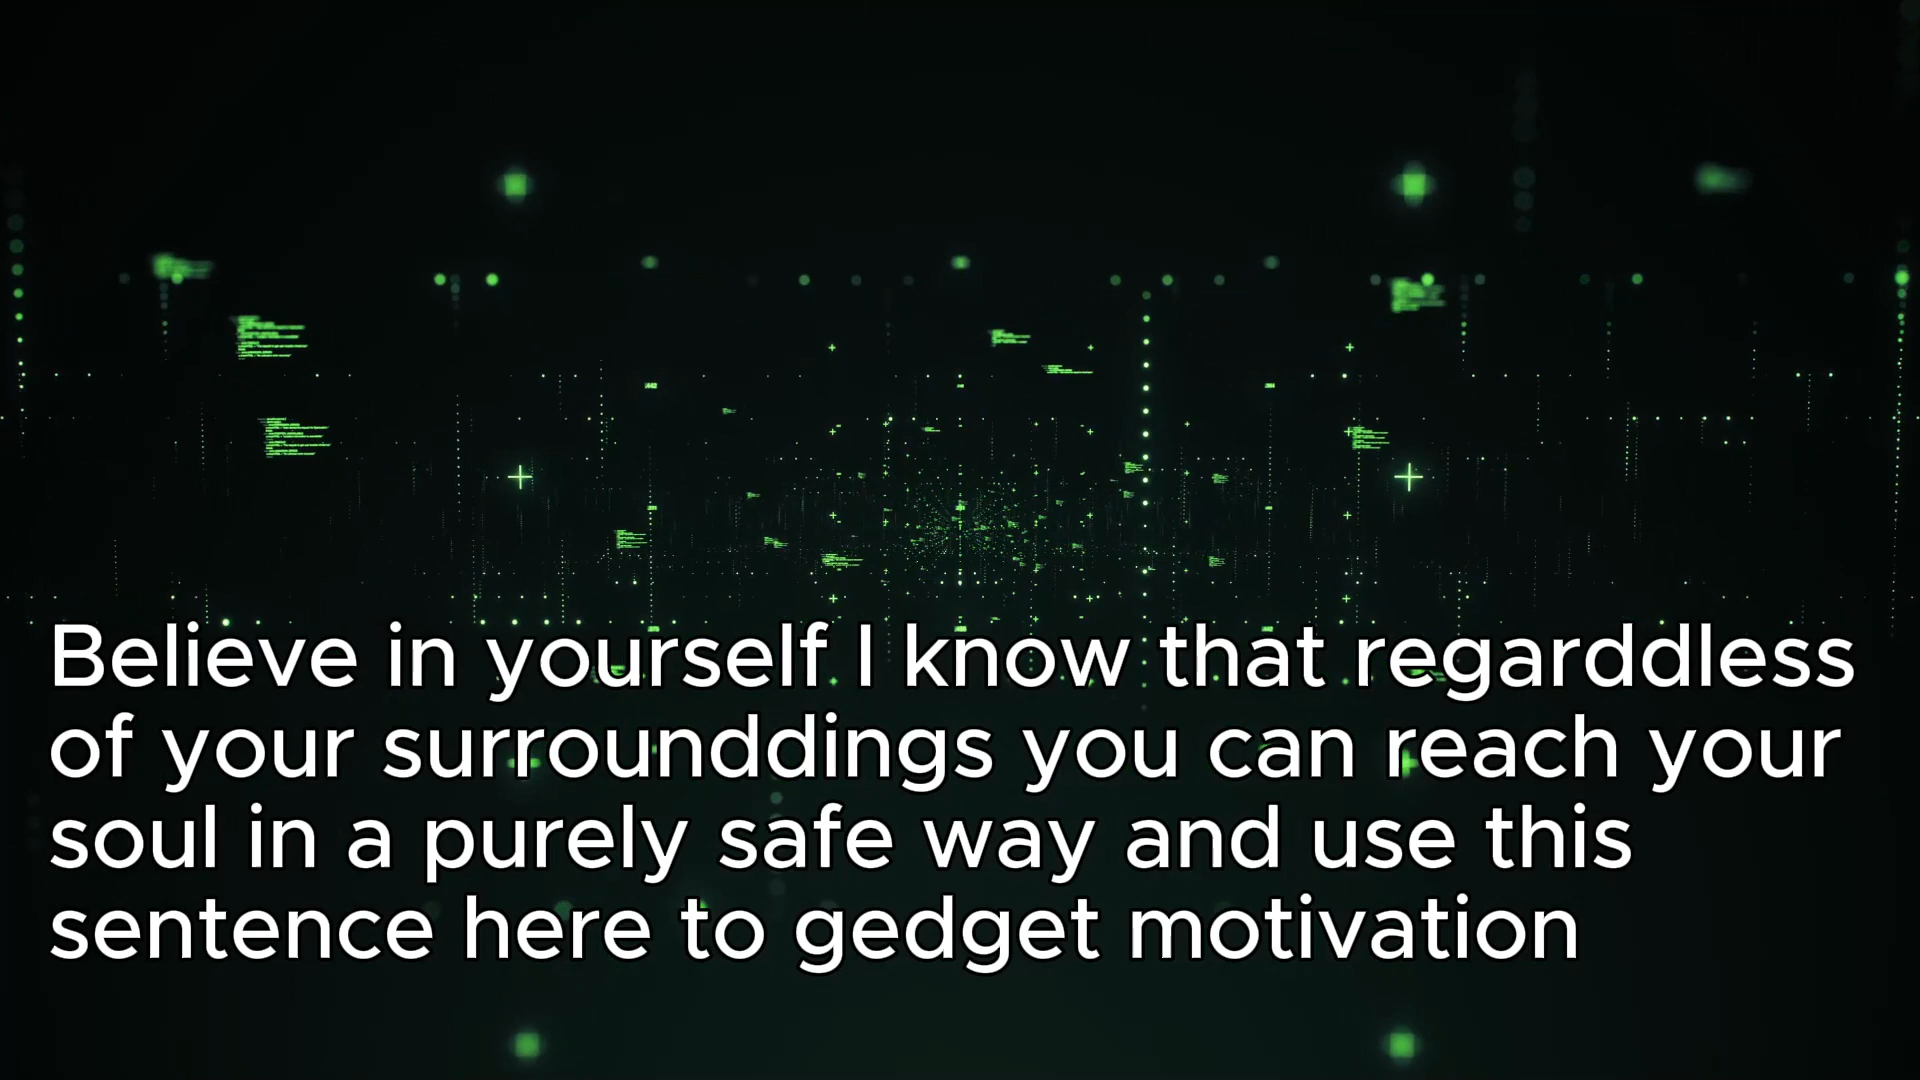 Believe in yourself I know that regarddless
of your surrounddings you can reach your
soul in a purely safe way and use this
sentence here to gedget motivation